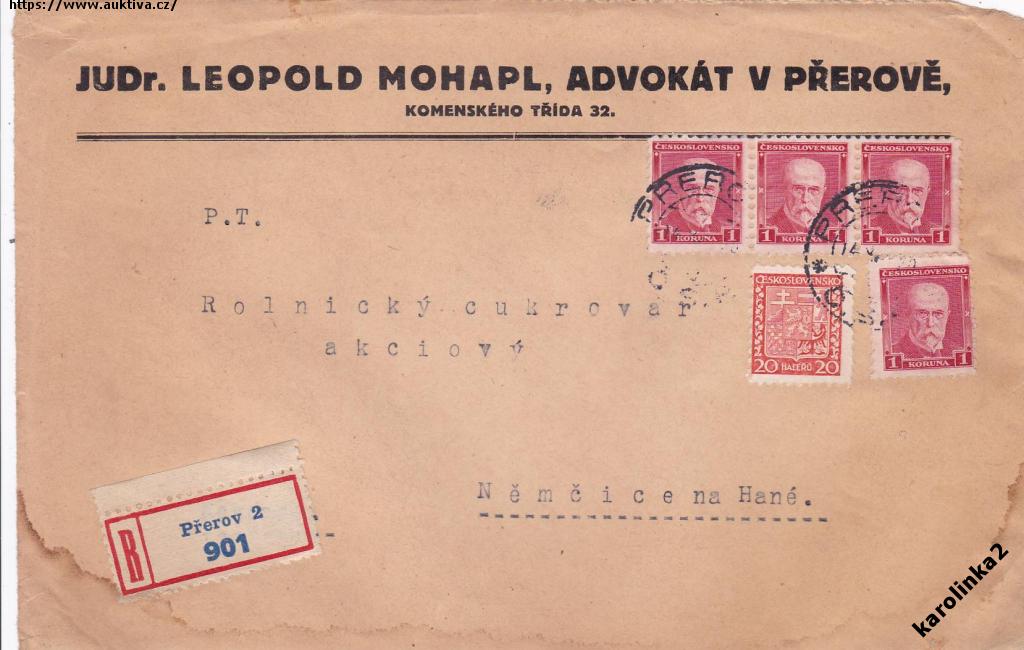 https://www.auktiva.cz/
JUDr. LEOPOLD MOHAPL, ADVOKÁT V PŘEROVĚ,
KOMENSKÉHO TŘÍDA 32.
ČESKOSLOVENSKO ČESKOSLOVENSKO ČESKOSLOVENSKO
1 KORUNA 1 1 KORUNA 1 1 KORUNA 1
P.T.
ČESKOSLOVENSKO
20 HALÉŘŮ 20
ČESKOSLOVENSKO
1 KORUNA 1
Rolnický cukrovar
akciový
Němčice na Hané.
R
Přerov 2
901
karolinka2